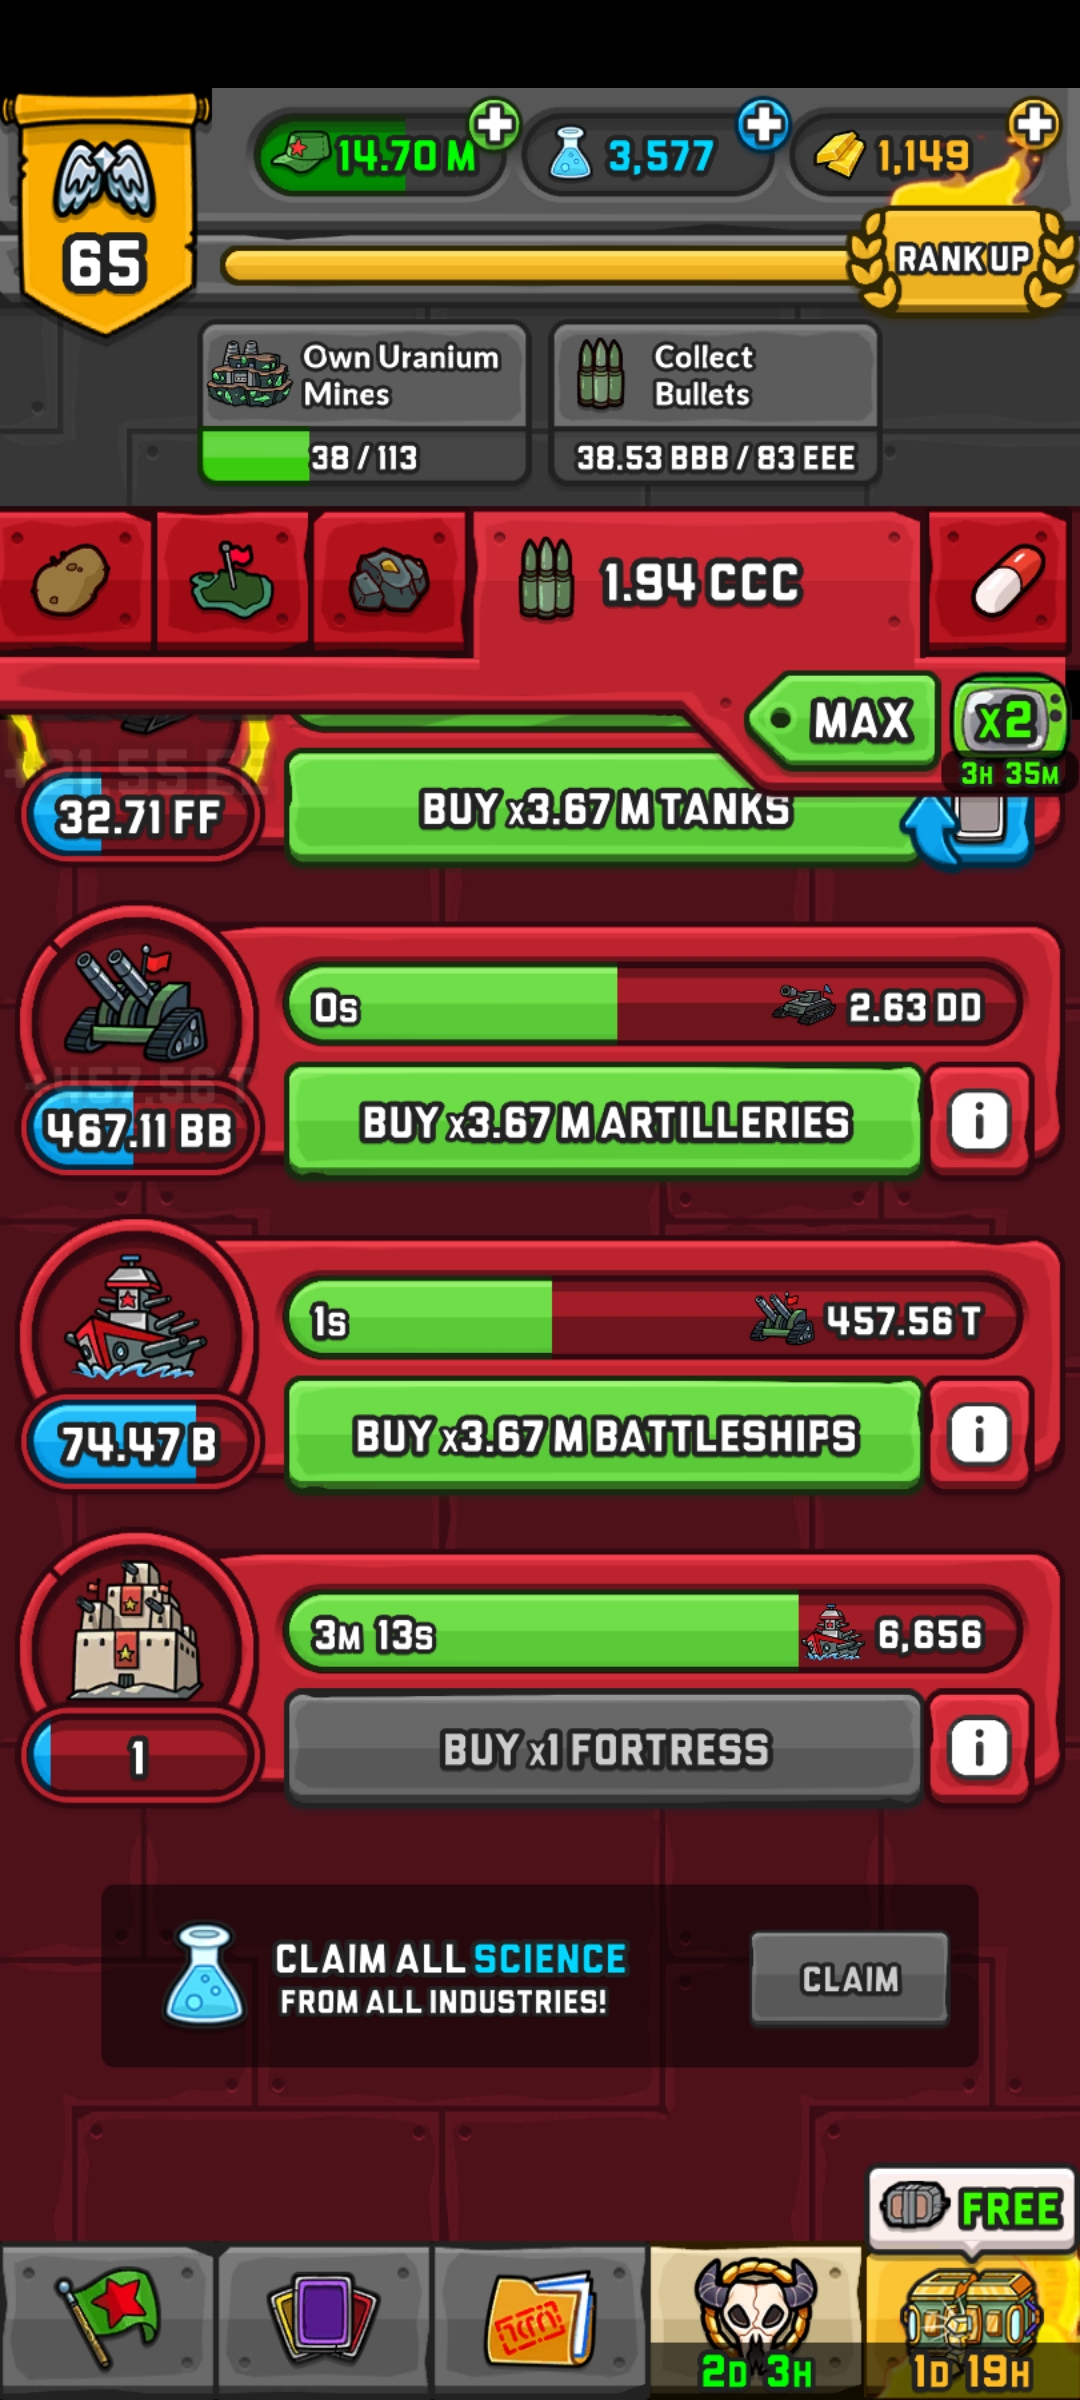 14.70 M
3,577
1,149
65
RANK UP
Own Uranium
Mines
38 / 113
Collect
Bullets
38.53 BBB / 83 EEE
1.94 CCC
MAX
x2
3H 35M
32.71 FF
BUY x3.67 M TANKS
0s
2.63 DD
+457.56 T
467.11 BB
BUY x3.67 M ARTILLERIES
i
1s
457.56 T
74.47 B
BUY x3.67 M BATTLESHIPS
i
3M 13s
6,656
1
BUY x1 FORTRESS
i
CLAIM ALL SCIENCE
FROM ALL INDUSTRIES!
CLAIM
FREE
2D 3H
1D 19H